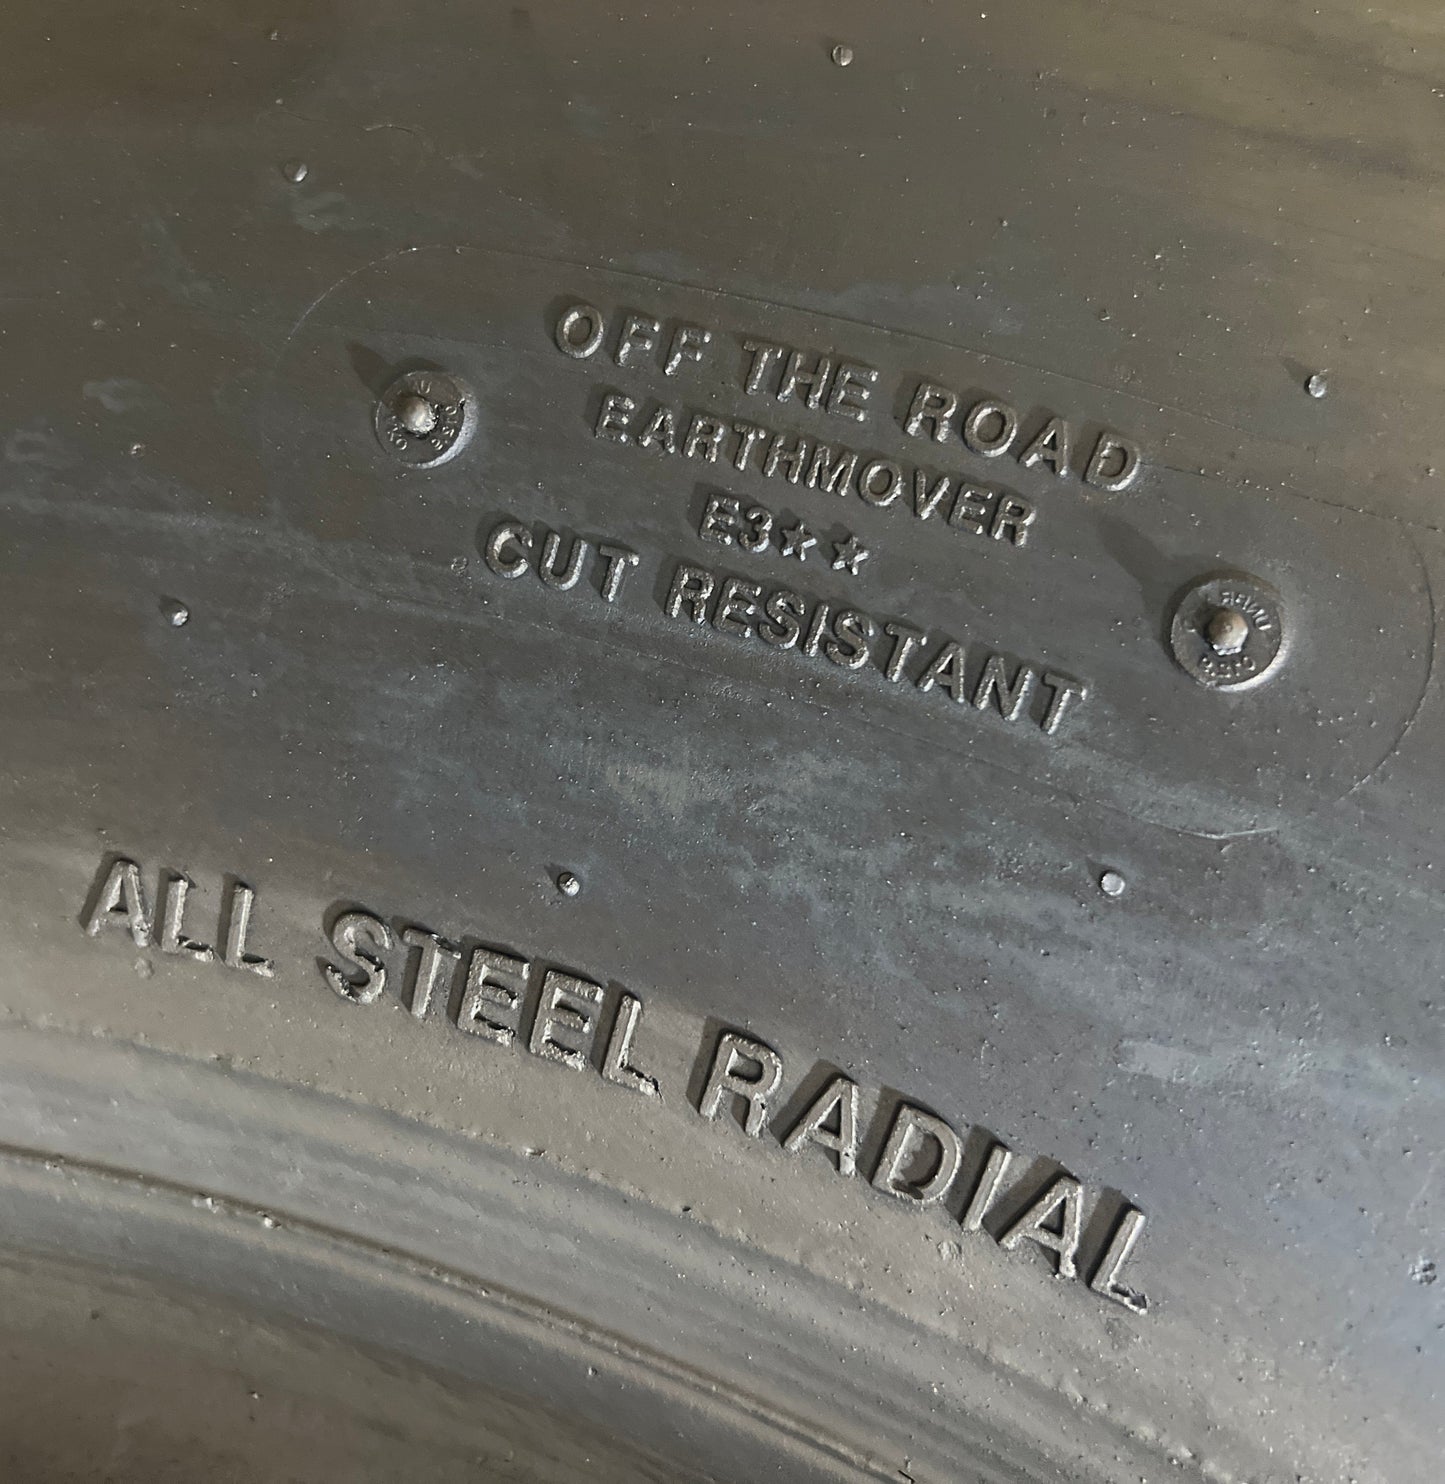 OFF THE ROAD
EARTHMOVER
E3★★
CUT RESISTANT
ALL STEEL RADIAL